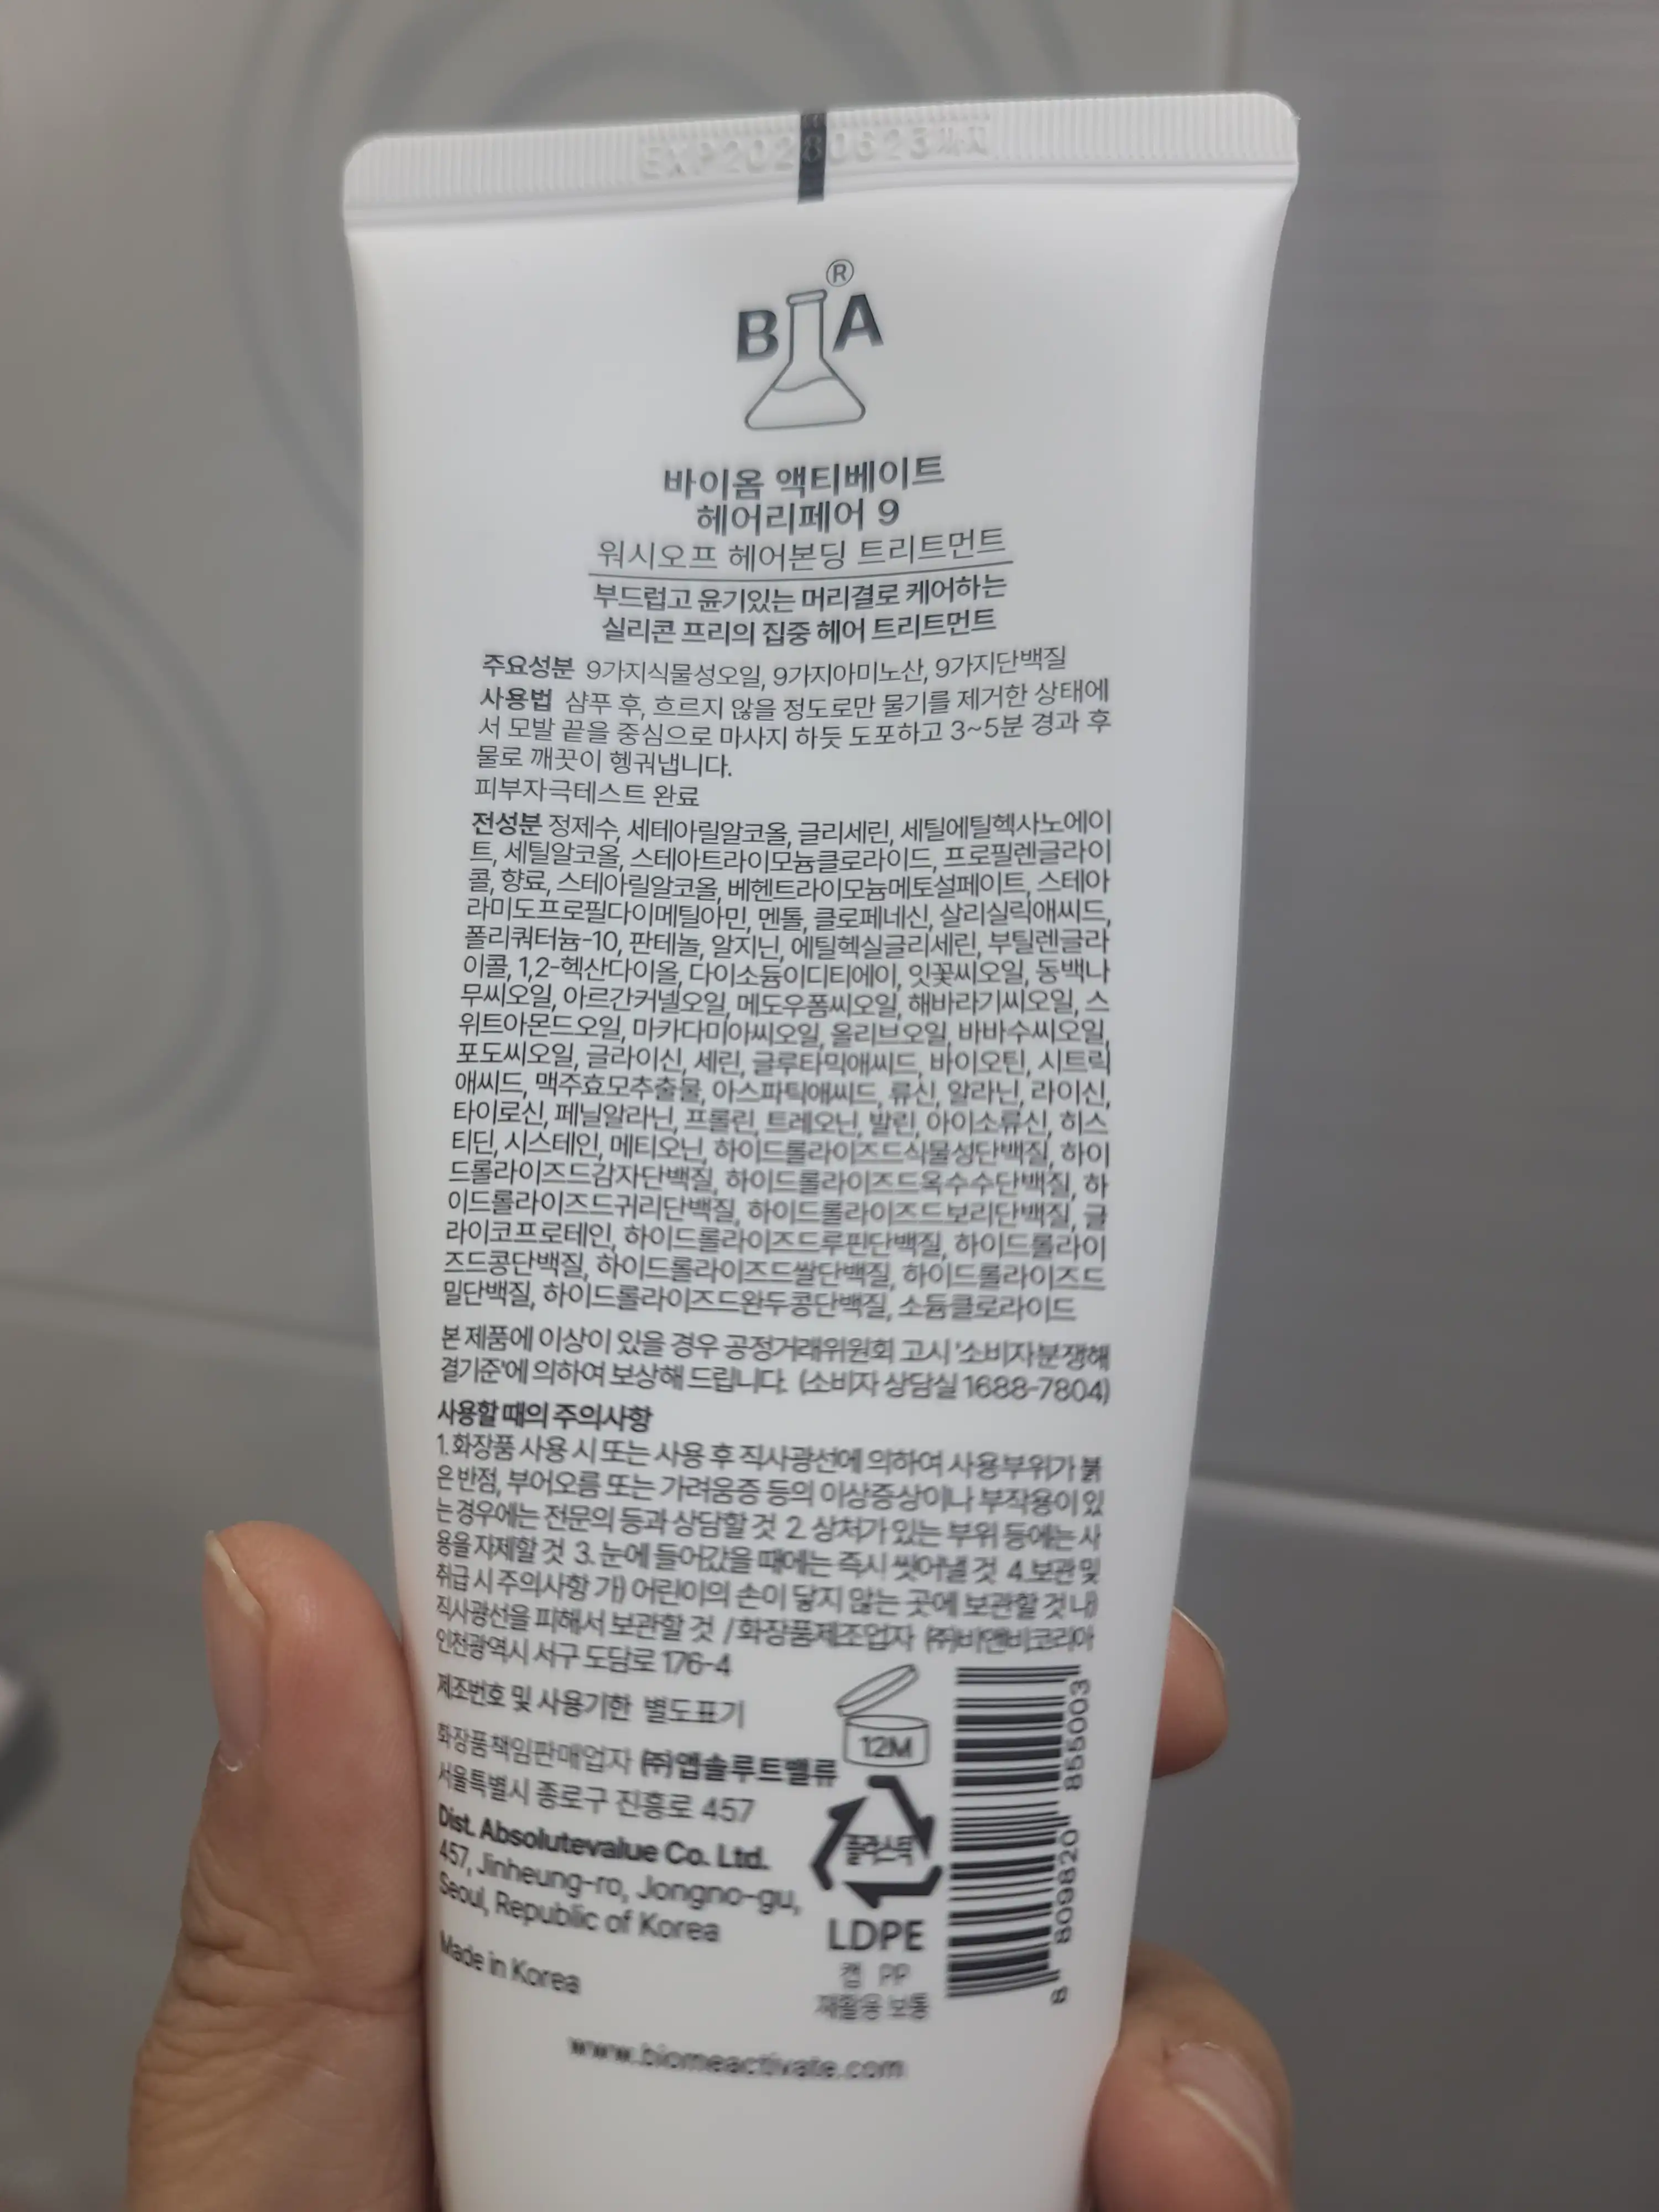 EXP20280623까지
®
B A
바이옴 액티베이트
헤어리페어 9
워시오프 헤어본딩 트리트먼트
부드럽고 윤기있는 머리결로 케어하는
실리콘 프리의 집중 헤어 트리트먼트
주요성분 9가지식물성오일, 9가지아미노산, 9가지단백질
사용법 샴푸 후, 흐르지 않을 정도로만 물기를 제거한 상태에
서 모발 끝을 중심으로 마사지 하듯 도포하고 3~5분 경과 후
물로 깨끗이 헹궈냅니다.
피부자극테스트 완료
전성분 정제수, 세테아릴알코올, 글리세린, 세틸에틸헥사노에이
트, 세틸알코올, 스테아트라이모늄클로라이드, 프로필렌글라이
콜, 향료, 스테아릴알코올, 베헨트라이모늄메토설페이트, 스테아
라미도프로필다이메틸아민, 멘톨, 클로페네신, 살리실릭애씨드,
폴리쿼터늄-10, 판테놀, 알지닌, 에틸헥실글리세린, 부틸렌글라
이콜, 1,2-헥산다이올, 다이소듐이디티에이, 잇꽃씨오일, 동백나
무씨오일, 아르간커넬오일, 메도우폼씨오일, 해바라기씨오일, 스
위트아몬드오일, 마카다미아씨오일, 올리브오일, 바바수씨오일,
포도씨오일, 글라이신, 세린, 글루타믹애씨드, 바이오틴, 시트릭
애씨드, 맥주효모추출물, 아스파틱애씨드, 류신, 알라닌, 라이신,
타이로신, 페닐알라닌, 프롤린, 트레오닌, 발린, 아이소류신, 히스
티딘, 시스테인, 메티오닌, 하이드롤라이즈드식물성단백질, 하이
드롤라이즈드감자단백질, 하이드롤라이즈드옥수수단백질, 하
이드롤라이즈드귀리단백질, 하이드롤라이즈드보리단백질, 글
라이코프로테인, 하이드롤라이즈드루핀단백질, 하이드롤라이
즈드콩단백질, 하이드롤라이즈드쌀단백질, 하이드롤라이즈드
밀단백질, 하이드롤라이즈드완두콩단백질, 소듐클로라이드
본 제품에 이상이 있을 경우 공정거래위원회 고시 '소비자분쟁해
결기준'에 의하여 보상해 드립니다. (소비자 상담실 1688-7804)
사용할 때의 주의사항
1. 화장품 사용 시 또는 사용 후 직사광선에 의하여 사용부위가 붉
은 반점, 부어오름 또는 가려움증 등의 이상증상이나 부작용이 있
는 경우에는 전문의 등과 상담할 것 2. 상처가 있는 부위 등에는 사
용을 자제할 것 3. 눈에 들어갔을 때에는 즉시 씻어낼 것 4. 보관 및
취급 시 주의사항 가) 어린이의 손이 닿지 않는 곳에 보관할 것 나)
직사광선을 피해서 보관할 것 / 화장품제조업자 ㈜비앤비코리아
인천광역시 서구 도담로 176-4
제조번호 및 사용기한 별도표기
화장품책임판매업자 ㈜앱솔루트밸류
서울특별시 종로구 진흥로 457
Dist. Absolutevalue Co. Ltd.
457, Jinheung-ro, Jongno-gu,
Seoul, Republic of Korea
Made in Korea
12M
플라스틱
LDPE
캡 PP
재활용 보통
8 809820 855003
www.biomeactivate.com